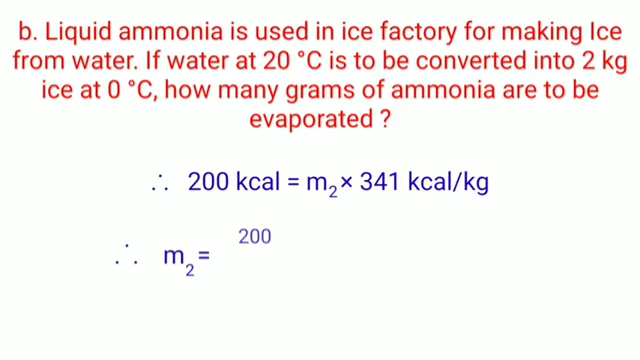 b. Liquid ammonia is used in ice factory for making Ice
from water. If water at 20 °C is to be converted into 2 kg
ice at 0 °C, how many grams of ammonia are to be
evaporated ?
∴ 200 kcal = m₂ × 341 kcal/kg
200
∴ m₂ =